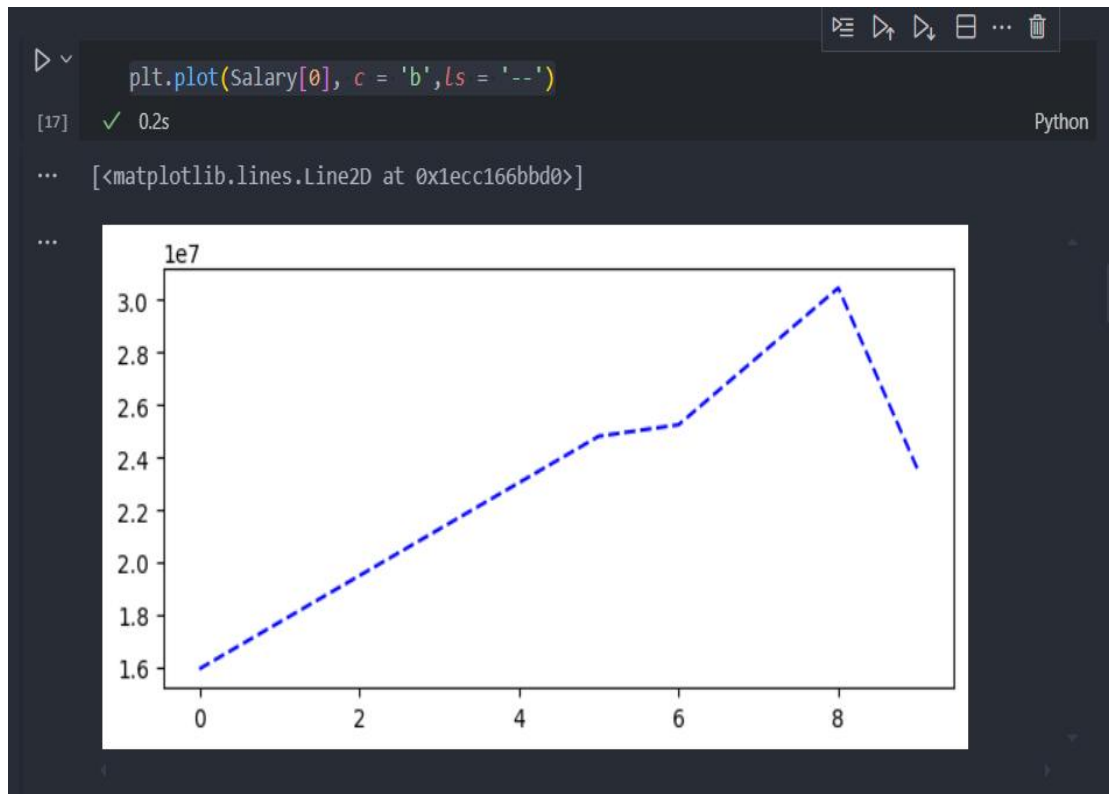 plt.plot(Salary[0], c = 'b',ls = '--')
[17] ✓ 0.2s Python
... [<matplotlib.lines.Line2D at 0x1ecc166bbd0>]
...
1e7
3.0
2.8
2.6
2.4
2.2
2.0
1.8
1.6
0 2 4 6 8